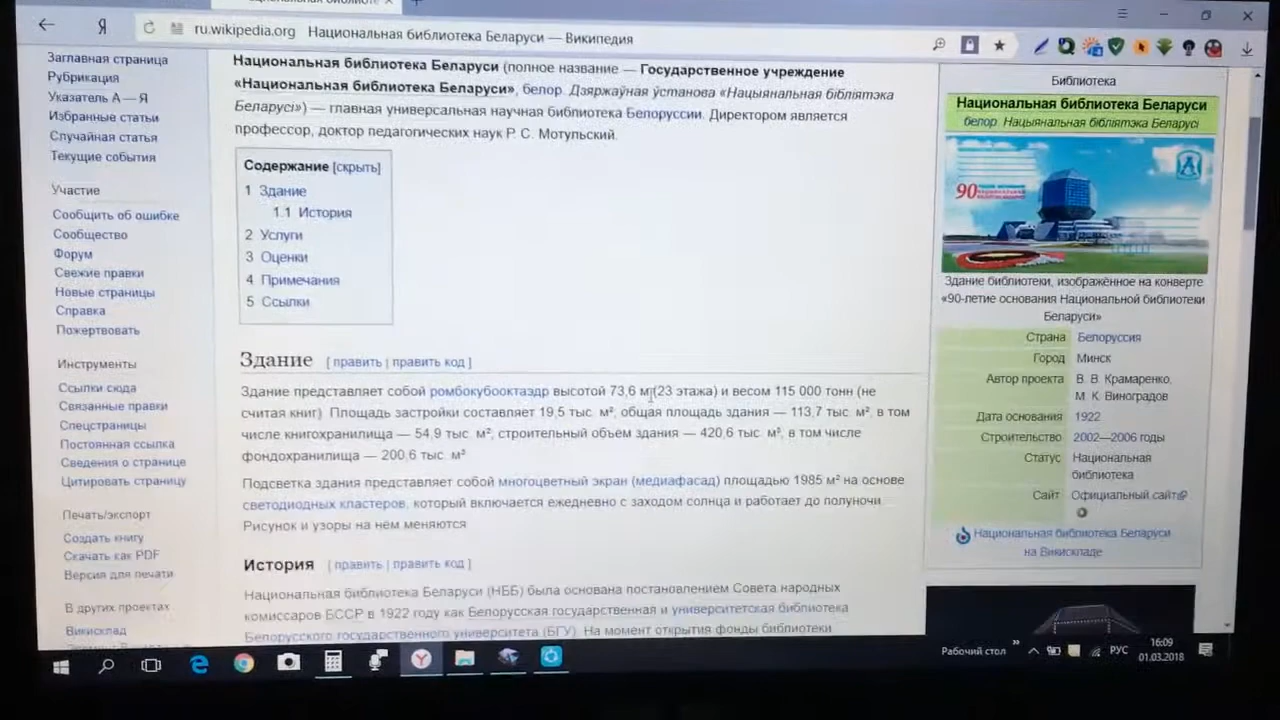 ru.wikipedia.org Национальная библиотека Беларуси — Википедия
Заглавная страница
Рубрикация
Указатель А — Я
Избранные статьи
Случайная статья
Текущие события
Участие
Сообщить об ошибке
Сообщество
Форум
Свежие правки
Новые страницы
Справка
Пожертвовать
Инструменты
Ссылки сюда
Связанные правки
Спецстраницы
Постоянная ссылка
Сведения о странице
Цитировать страницу
Печать/экспорт
Создать книгу
Скачать как PDF
Версия для печати
В других проектах
Викисклад
Национальная библиотека Беларуси (полное название — Государственное учреждение
«Национальная библиотека Беларуси», белор. Дзяржаўная ўстанова «Нацыянальная бібліятэка
Беларусі») — главная универсальная научная библиотека Белоруссии. Директором является
профессор, доктор педагогических наук Р. С. Мотульский.
Содержание [скрыть]
1 Здание
1.1 История
2 Услуги
3 Оценки
4 Примечания
5 Ссылки
Здание [ править | править код ]
Здание представляет собой ромбокубооктаэдр высотой 73,6 м (23 этажа) и весом 115 000 тонн (не
считая книг). Площадь застройки составляет 19,5 тыс. м², общая площадь здания — 113,7 тыс. м², в том
числе книгохранилища — 54,9 тыс. м², строительный объем здания — 420,6 тыс. м³, в том числе
фондохранилища — 200,6 тыс. м³
Подсветка здания представляет собой многоцветный экран (медиафасад) площадью 1985 м² на основе
светодиодных кластеров, который включается ежедневно с заходом солнца и работает до полуночи.
Рисунок и узоры на нём меняются
История [ править | править код ]
Национальная библиотека Беларуси (НББ) была основана постановлением Совета народных
комиссаров БССР в 1922 году как Белорусская государственная и университетская библиотека
Белорусского государственного университета (БГУ). На момент открытия фонды библиотеки
Библиотека
Национальная библиотека Беларуси
белор. Нацыянальная бібліятэка Беларусі
90
Здание библиотеки, изображённое на конверте
«90-летие основания Национальной библиотеки
Беларуси»
Страна Белоруссия
Город Минск
Автор проекта В. В. Крамаренко,
М. К. Виноградов
Дата основания 1922
Строительство 2002—2006 годы
Статус Национальная
библиотека
Сайт Официальный сайт
Национальная библиотека Беларуси
на Викискладе
Рабочий стол
РУС
16:09
01.03.2018